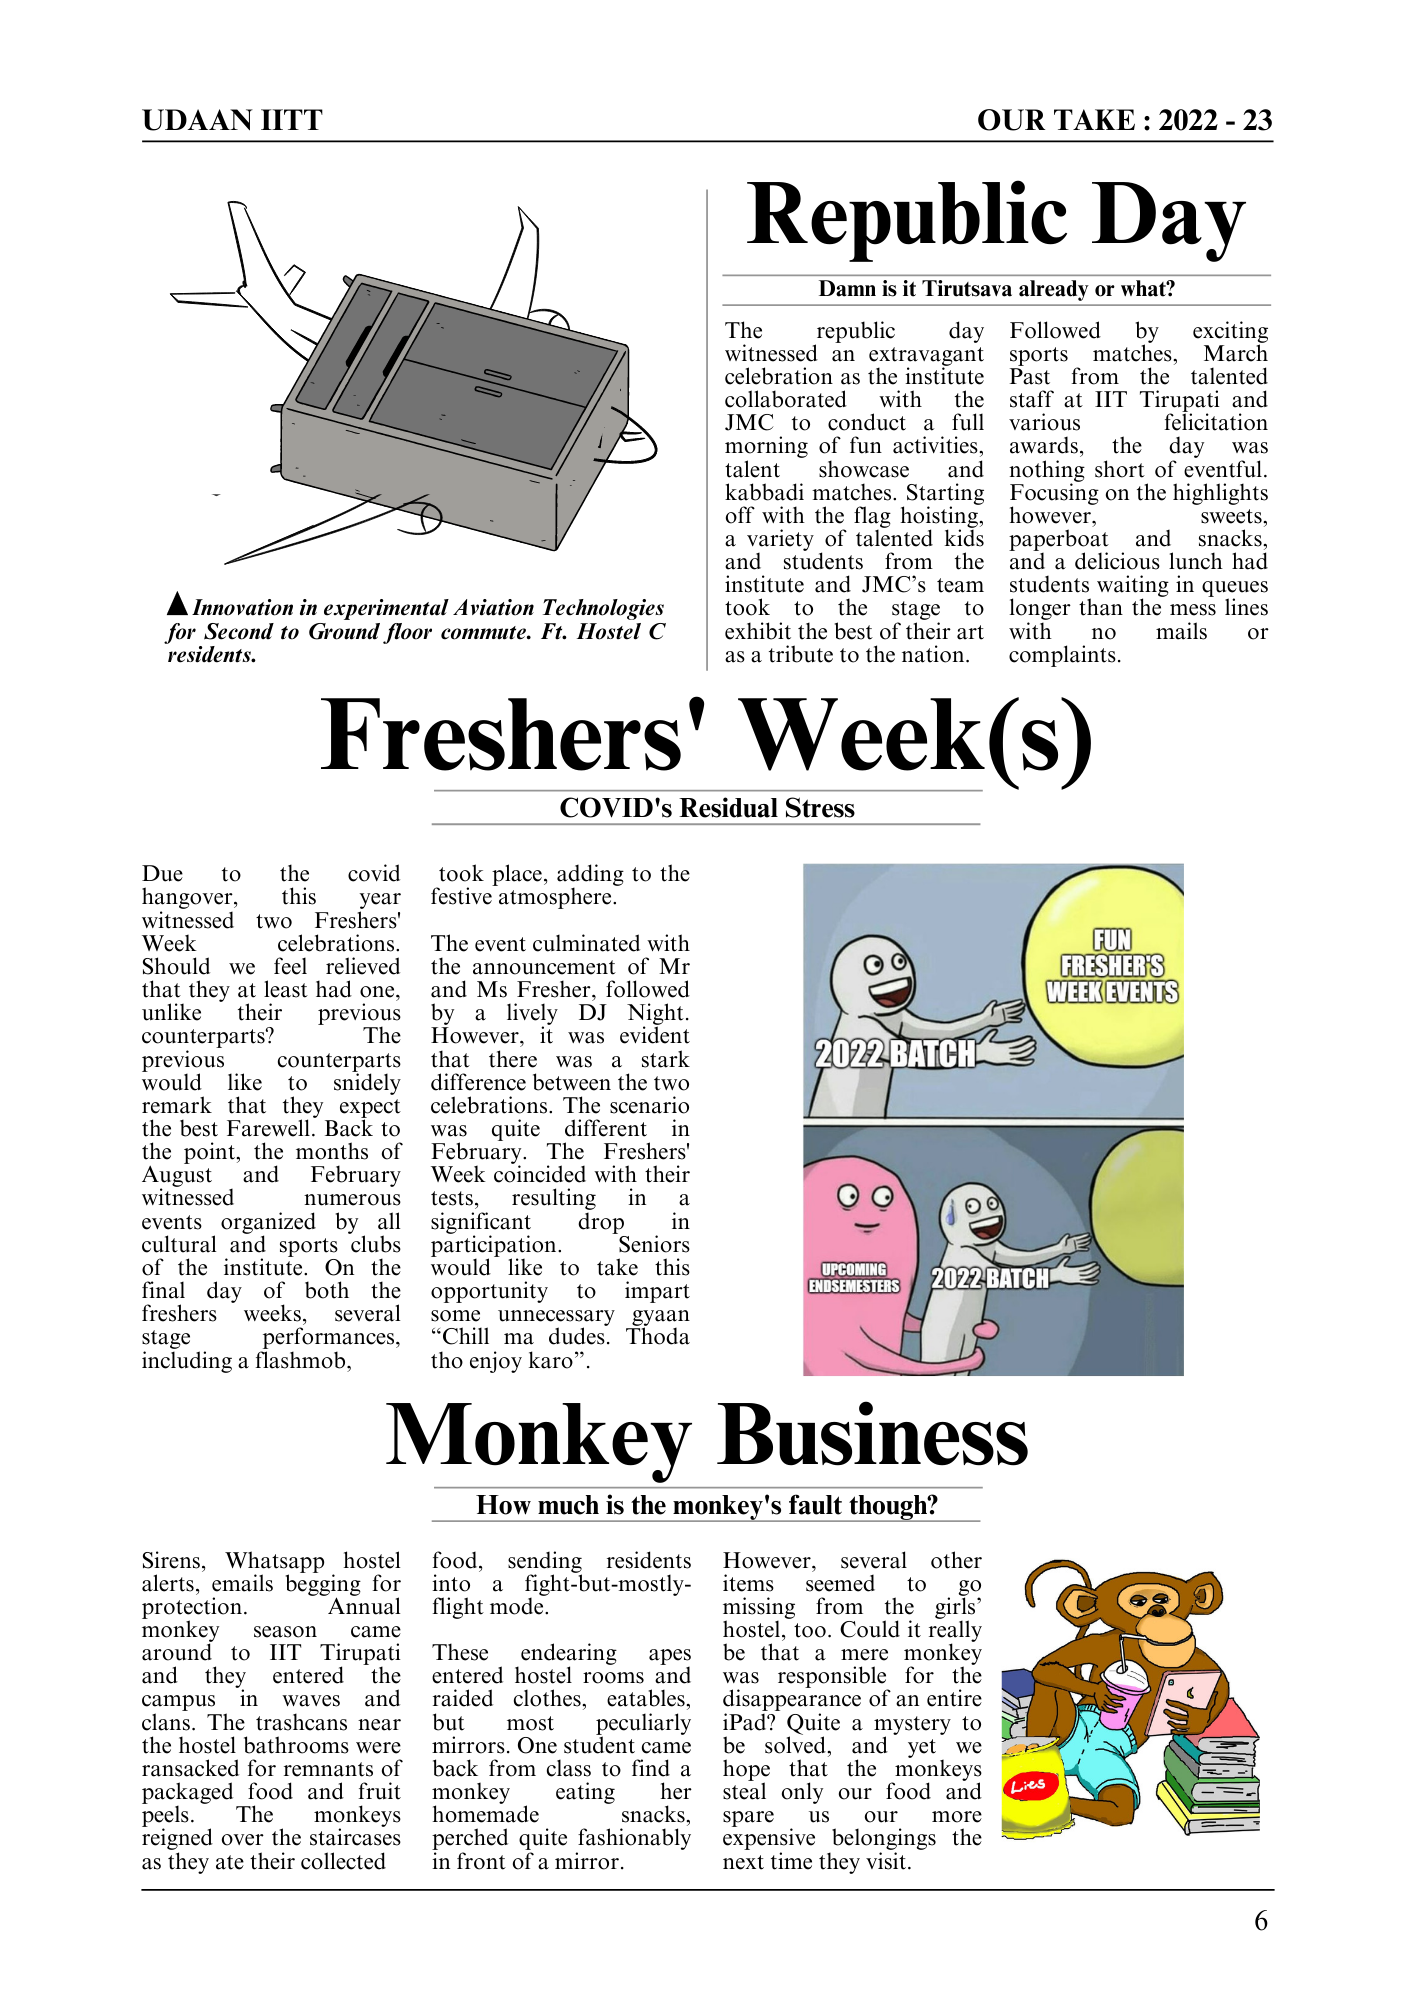 UDAAN IITT
OUR TAKE : 2022 - 23
▲Innovation in experimental Aviation Technologies
for Second to Ground floor commute. Ft. Hostel C
residents.
Republic Day
Damn is it Tirutsava already or what?
The republic day
witnessed an extravagant
celebration as the institute
collaborated with the
JMC to conduct a full
morning of fun activities,
talent showcase and
kabbadi matches. Starting
off with the flag hoisting,
a variety of talented kids
and students from the
institute and JMC's team
took to the stage to
exhibit the best of their art
as a tribute to the nation.
Followed by exciting
sports matches, March
Past from the talented
staff at IIT Tirupati and
various felicitation
awards, the day was
nothing short of eventful.
Focusing on the highlights
however, sweets,
paperboat and snacks,
and a delicious lunch had
students waiting in queues
longer than the mess lines
with no mails or
complaints.
Freshers' Week(s)
COVID's Residual Stress
Due to the covid
hangover, this year
witnessed two Freshers'
Week celebrations.
Should we feel relieved
that they at least had one,
unlike their previous
counterparts? The
previous counterparts
would like to snidely
remark that they expect
the best Farewell. Back to
the point, the months of
August and February
witnessed numerous
events organized by all
cultural and sports clubs
of the institute. On the
final day of both the
freshers weeks, several
stage performances,
including a flashmob,
took place, adding to the
festive atmosphere.
The event culminated with
the announcement of Mr
and Ms Fresher, followed
by a lively DJ Night.
However, it was evident
that there was a stark
difference between the two
celebrations. The scenario
was quite different in
February. The Freshers'
Week coincided with their
tests, resulting in a
significant drop in
participation. Seniors
would like to take this
opportunity to impart
some unnecessary gyaan
“Chill ma dudes. Thoda
tho enjoy karo”.
FUN
FRESHER'S
WEEK EVENTS
2022 BATCH
UPCOMING
ENDSEMESTERS
2022 BATCH
Monkey Business
How much is the monkey's fault though?
Sirens, Whatsapp hostel
alerts, emails begging for
protection. Annual
monkey season came
around to IIT Tirupati
and they entered the
campus in waves and
clans. The trashcans near
the hostel bathrooms were
ransacked for remnants of
packaged food and fruit
peels. The monkeys
reigned over the staircases
as they ate their collected
food, sending residents
into a fight-but-mostly-
flight mode.
These endearing apes
entered hostel rooms and
raided clothes, eatables,
but most peculiarly
mirrors. One student came
back from class to find a
monkey eating her
homemade snacks,
perched quite fashionably
in front of a mirror.
However, several other
items seemed to go
missing from the girls’
hostel, too. Could it really
be that a mere monkey
was responsible for the
disappearance of an entire
iPad? Quite a mystery to
be solved, and yet we
hope that the monkeys
steal only our food and
spare us our more
expensive belongings the
next time they visit.
Lies
6